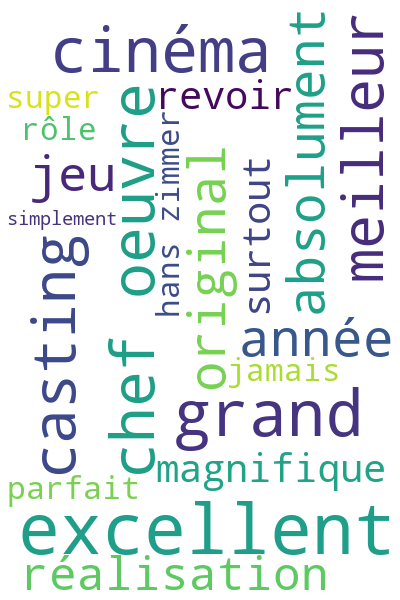 cinéma
absolument
meilleur
super
revoir
rôle
chef oeuvre
hans zimmer
jeu
original
surtout
simplement
casting
année
jamais
grand
magnifique
parfait
excellent
réalisation